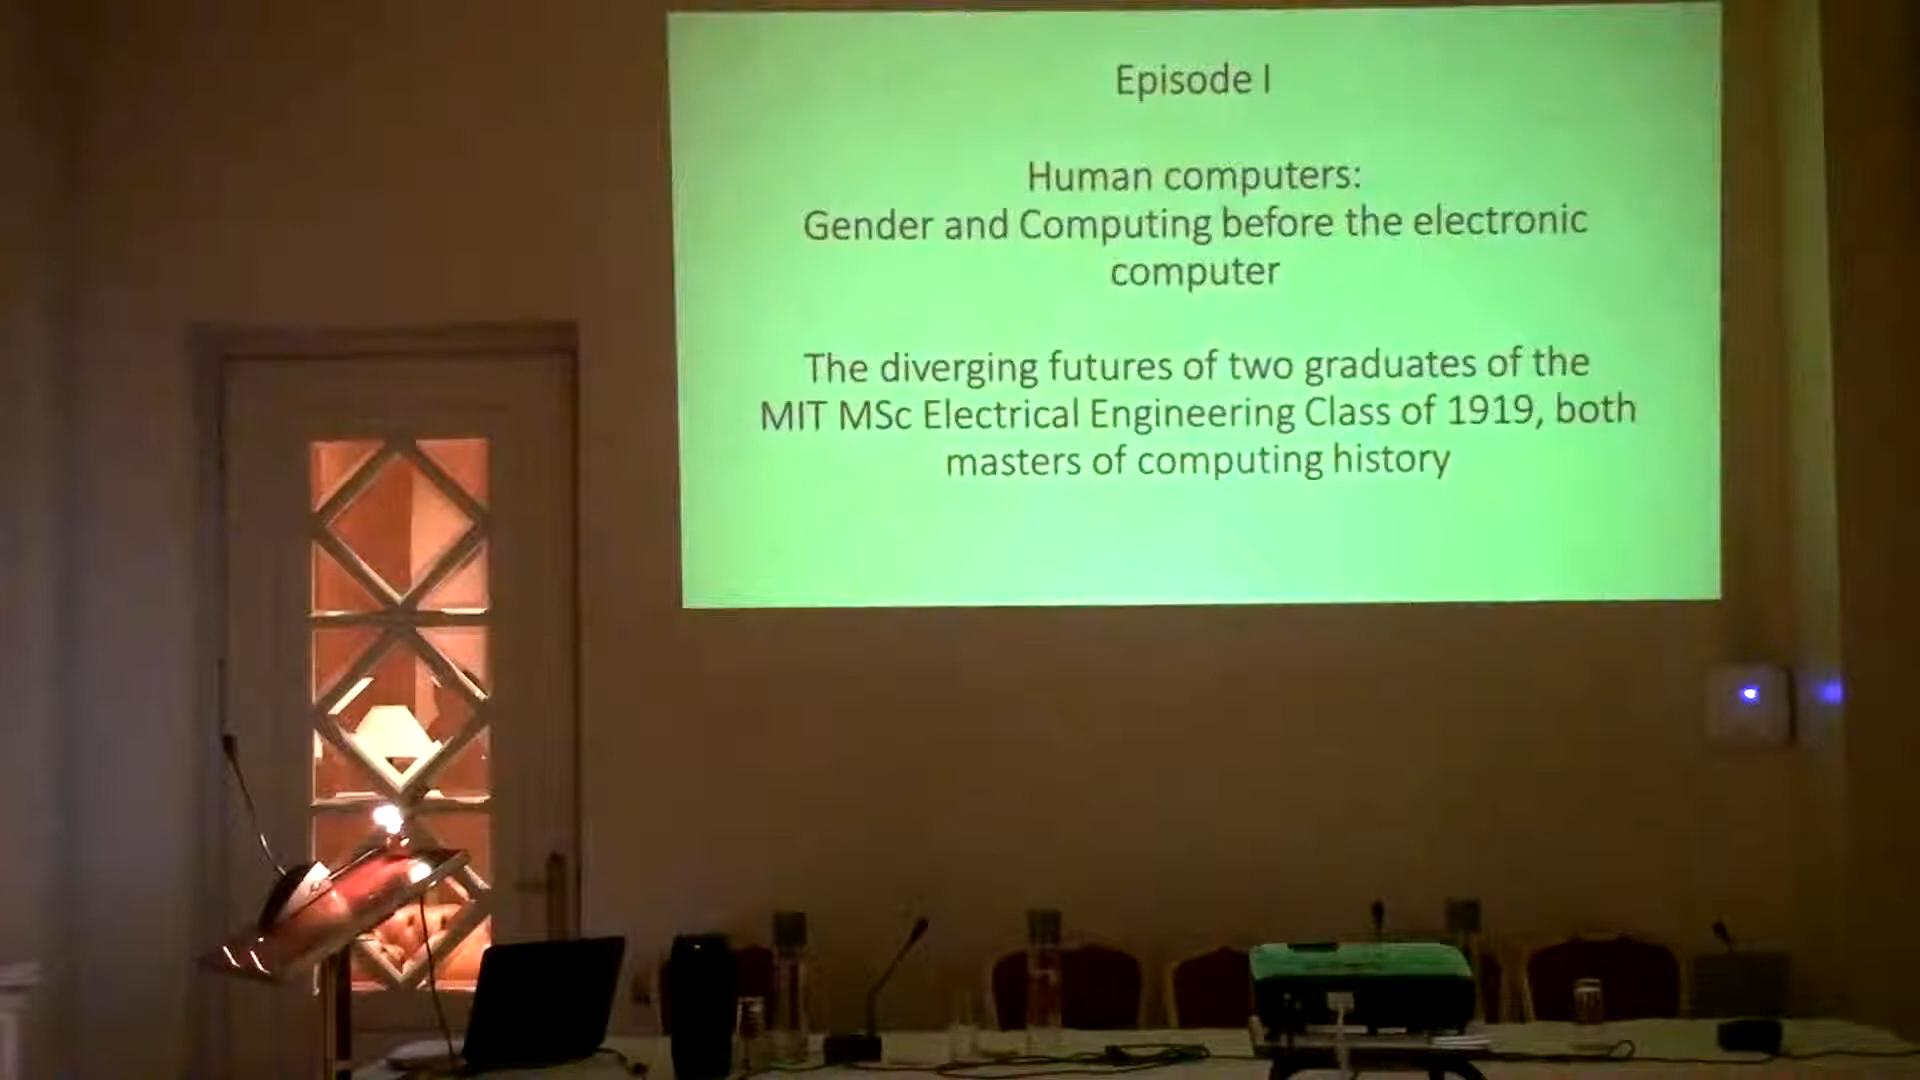 Episode I
Human computers:
Gender and Computing before the electronic
computer
The diverging futures of two graduates of the
MIT MSc Electrical Engineering Class of 1919, both
masters of computing history